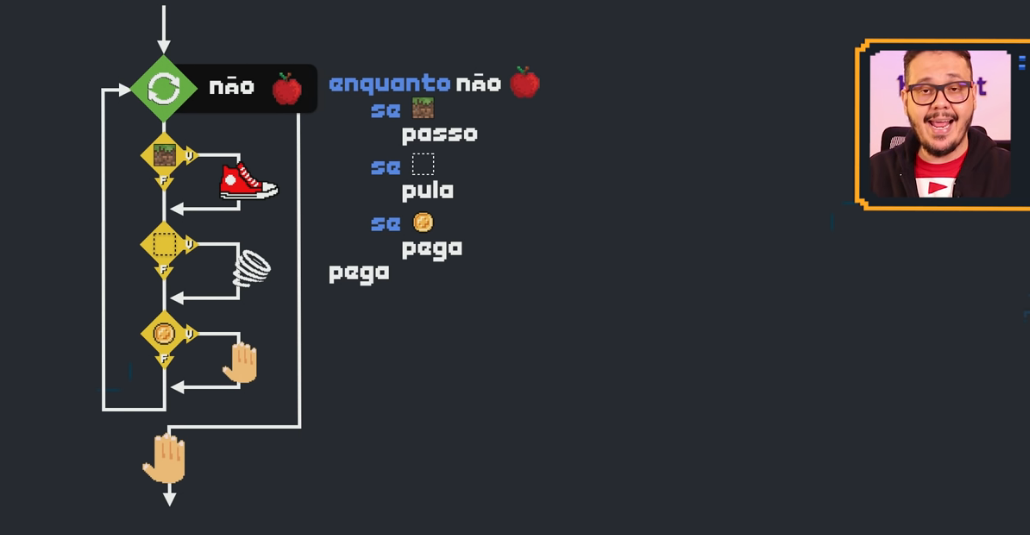 não
enquanto não
se
passo
se
pula
se
pega
pega
V
F
V
F
V
F